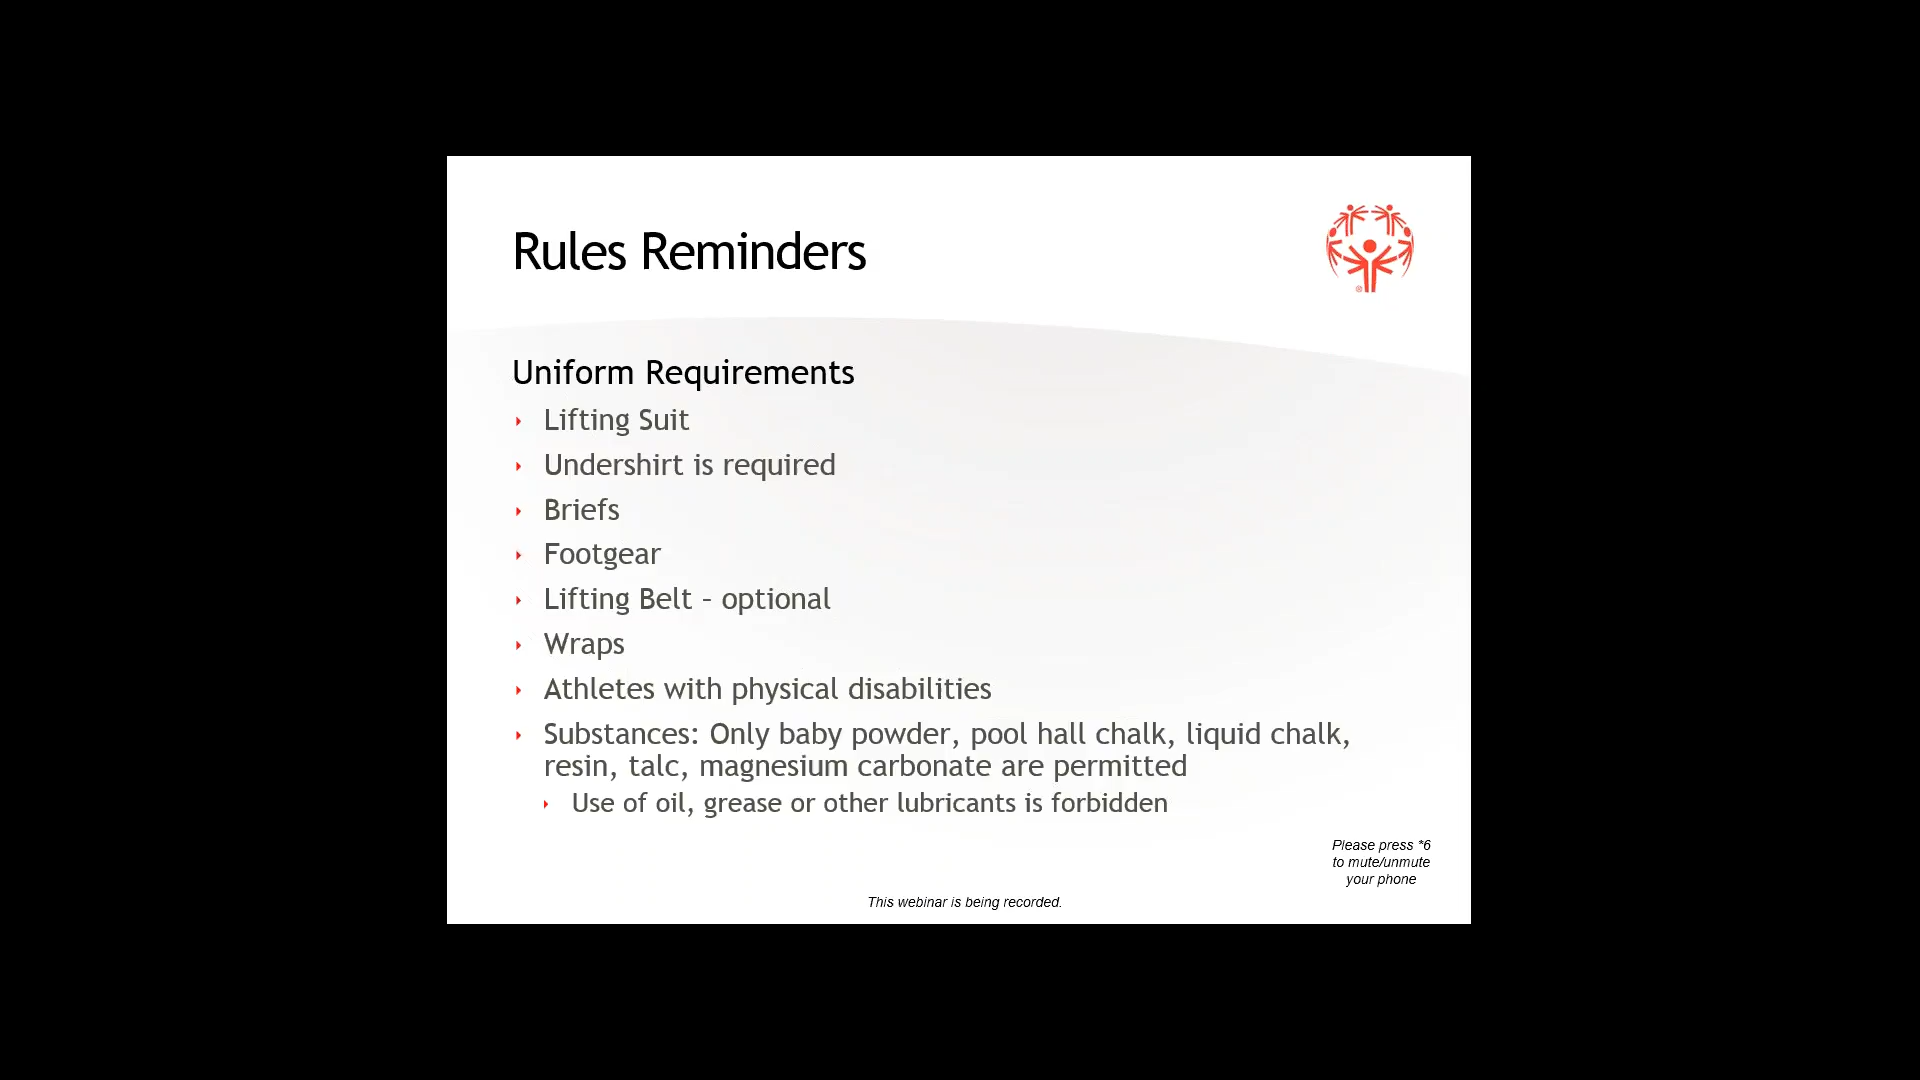 Rules Reminders
Uniform Requirements
Lifting Suit
Undershirt is required
Briefs
Footgear
Lifting Belt – optional
Wraps
Athletes with physical disabilities
Substances: Only baby powder, pool hall chalk, liquid chalk,
resin, talc, magnesium carbonate are permitted
Use of oil, grease or other lubricants is forbidden
Please press *6
to mute/unmute
your phone
This webinar is being recorded.